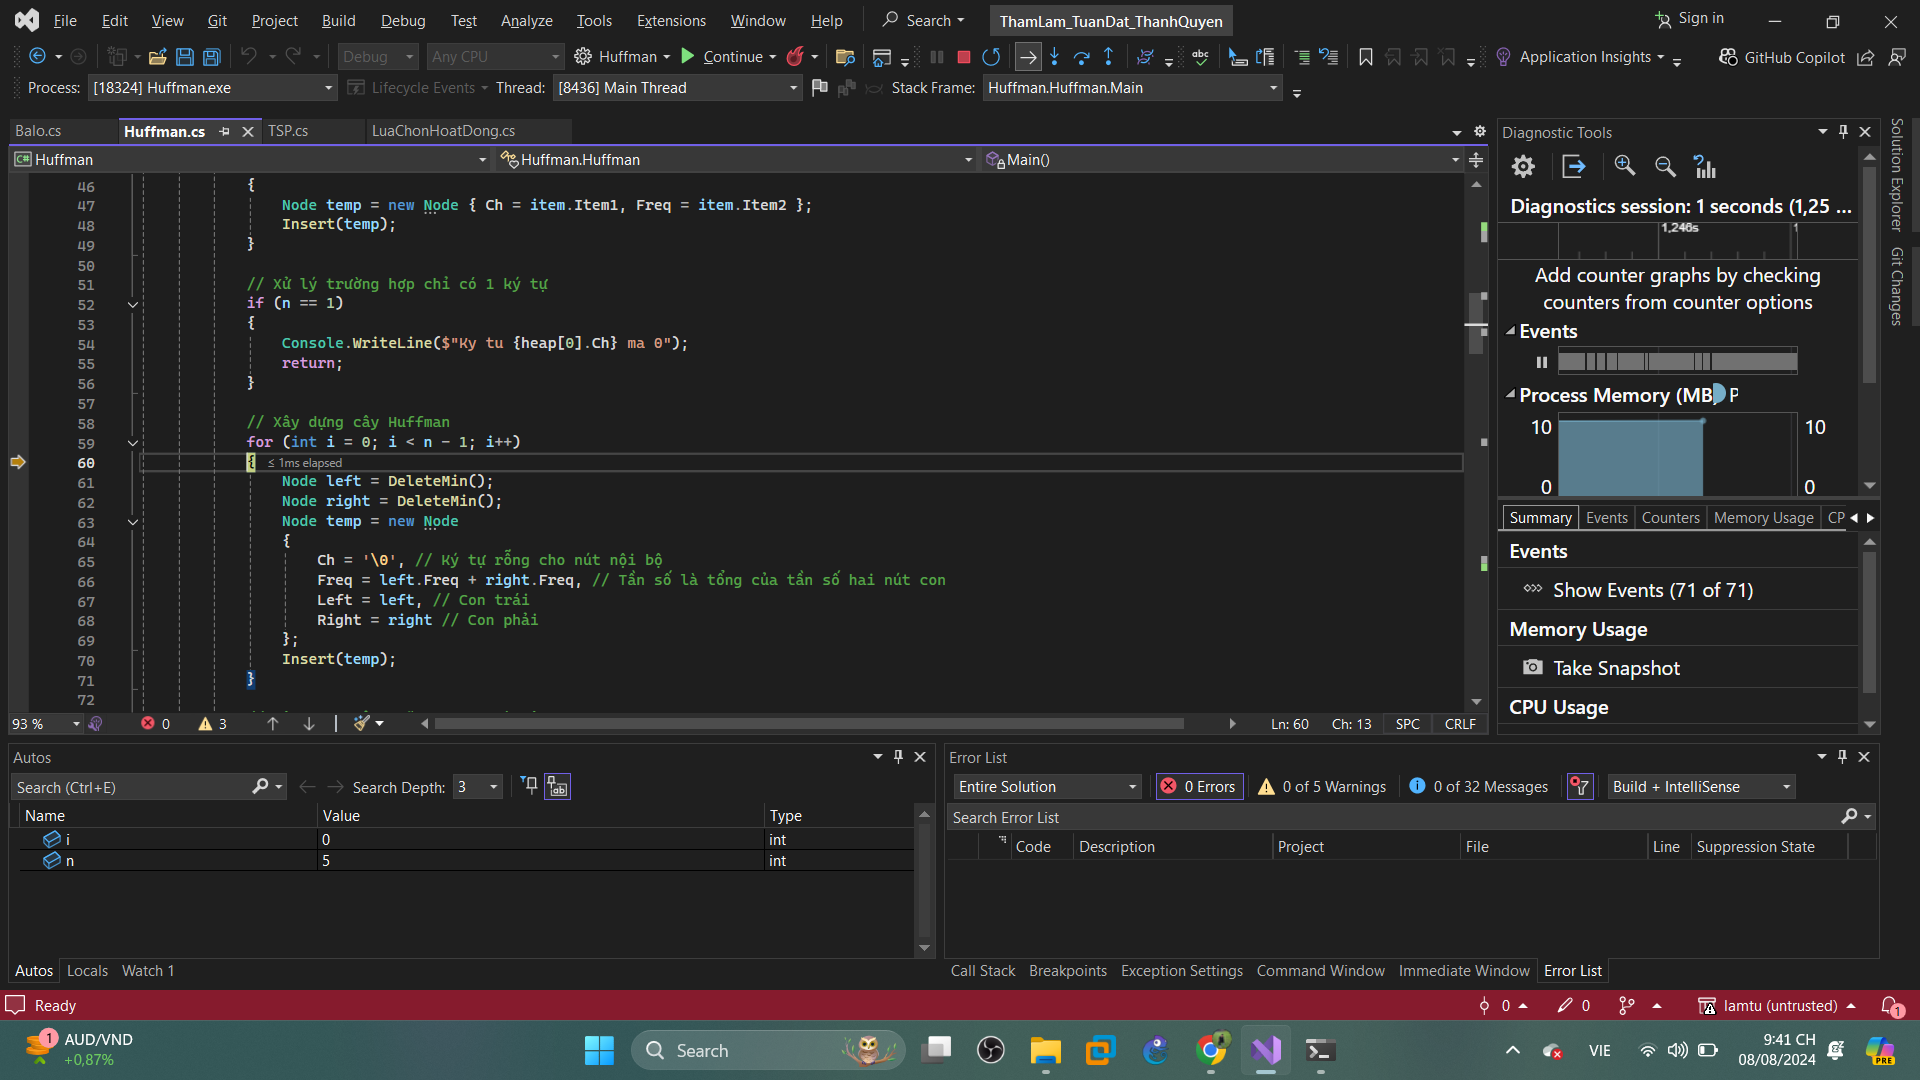 File Edit View Git Project Build Debug Test Analyze Tools Extensions Window Help Search ThamLam_TuanDat_ThanhQuyen Sign in
Debug Any CPU Huffman Continue Application Insights GitHub Copilot
Process: [18324] Huffman.exe Lifecycle Events Thread: [8436] Main Thread Stack Frame: Huffman.Huffman.Main
Balo.cs Huffman.cs TSP.cs LuaChonHoatDong.cs
Huffman Huffman.Huffman Main()
46 {
47 Node temp = new Node { Ch = item.Item1, Freq = item.Item2 };
48 Insert(temp);
49 }
50
51 // Xử lý trường hợp chỉ có 1 ký tự
52 if (n == 1)
53 {
54 Console.WriteLine($"Ky tu {heap[0].Ch} ma 0");
55 return;
56 }
57
58 // Xây dựng cây Huffman
59 for (int i = 0; i < n - 1; i++)
60 { ≤ 1ms elapsed
61 Node left = DeleteMin();
62 Node right = DeleteMin();
63 Node temp = new Node
64 {
65 Ch = '\0', // Ký tự rỗng cho nút nội bộ
66 Freq = left.Freq + right.Freq, // Tần số là tổng của tần số hai nút con
67 Left = left, // Con trái
68 Right = right // Con phải
69 };
70 Insert(temp);
71 }
72
93 % 0 3 Ln: 60 Ch: 13 SPC CRLF
Diagnostic Tools
Diagnostics session: 1 seconds (1,25 ...
1,246s
Add counter graphs by checking
counters from counter options
Events
Process Memory (MB) P
10 10
0 0
Summary Events Counters Memory Usage CP
Events
Show Events (71 of 71)
Memory Usage
Take Snapshot
CPU Usage
Solution Explorer
Git Changes
Autos
Search (Ctrl+E) Search Depth: 3
Name Value Type
i 0 int
n 5 int
Autos Locals Watch 1
Error List
Entire Solution 0 Errors 0 of 5 Warnings 0 of 32 Messages Build + IntelliSense
Search Error List
Code Description Project File Line Suppression State
Call Stack Breakpoints Exception Settings Command Window Immediate Window Error List
Ready 0 0 lamtu (untrusted) 1
1 AUD/VND
+0,87%
Search
VIE
9:41 CH
08/08/2024
PRE